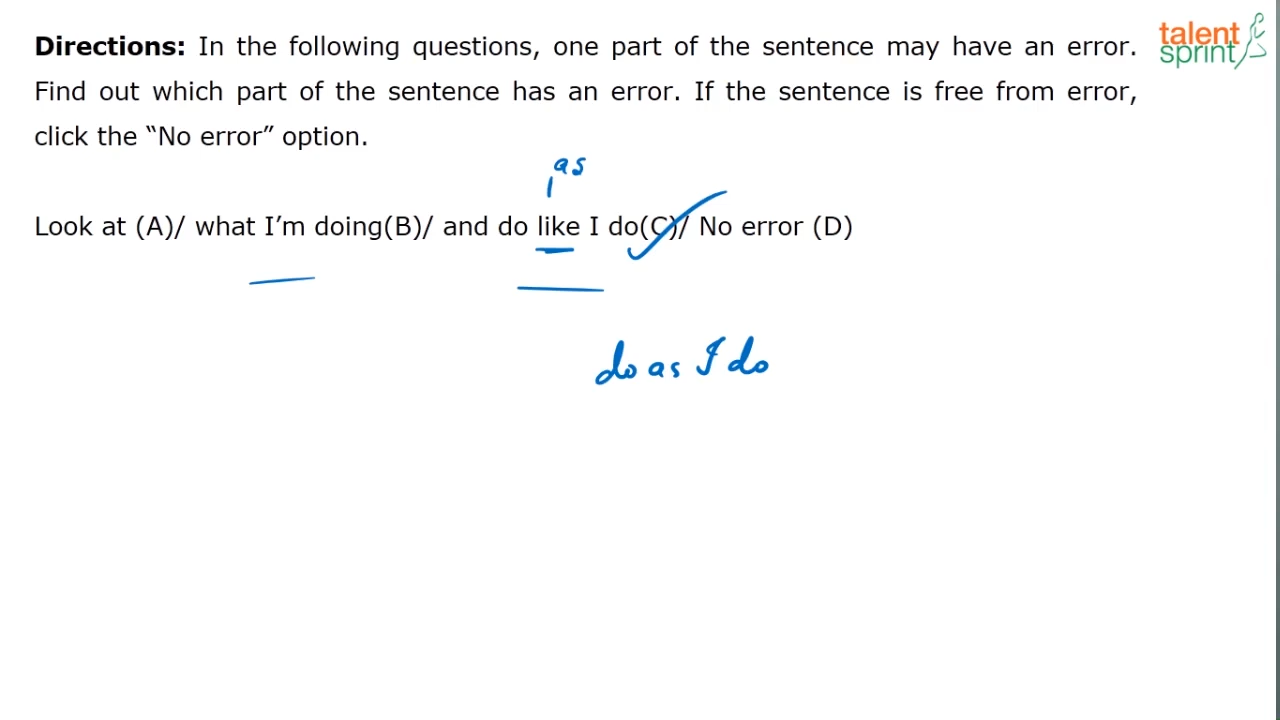 talent
sprint
Directions: In the following questions, one part of the sentence may have an error.
Find out which part of the sentence has an error. If the sentence is free from error,
click the “No error” option.
as
Look at (A)/ what I’m doing(B)/ and do like I do(C)/ No error (D)
do as I do